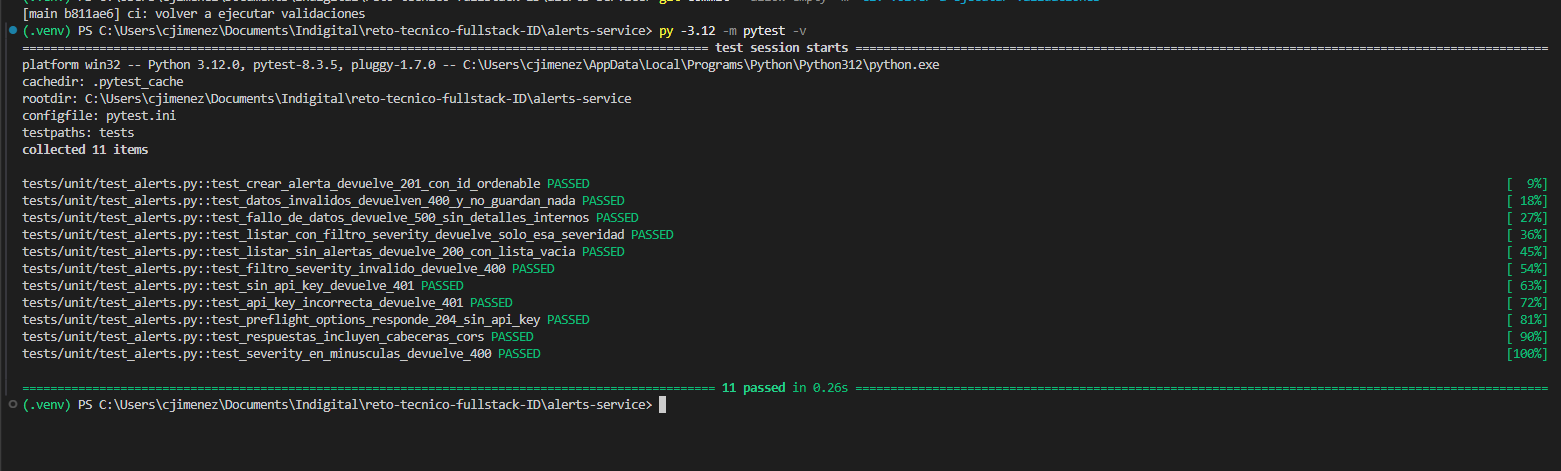 [main b811ae6] ci: volver a ejecutar validaciones
(.venv) PS C:\Users\cjimenez\Documents\Indigital\reto-tecnico-fullstack-ID\alerts-service> py -3.12 -m pytest -v
test session starts
platform win32 -- Python 3.12.0, pytest-8.3.5, pluggy-1.7.0 -- C:\Users\cjimenez\AppData\Local\Programs\Python\Python312\python.exe
cachedir: .pytest_cache
rootdir: C:\Users\cjimenez\Documents\Indigital\reto-tecnico-fullstack-ID\alerts-service
configfile: pytest.ini
testpaths: tests
collected 11 items
tests/unit/test_alerts.py::test_crear_alerta_devuelve_201_con_id_ordenable PASSED [  9%]
tests/unit/test_alerts.py::test_datos_invalidos_devuelven_400_y_no_guardan_nada PASSED [ 18%]
tests/unit/test_alerts.py::test_fallo_de_datos_devuelve_500_sin_detalles_internos PASSED [ 27%]
tests/unit/test_alerts.py::test_listar_con_filtro_severity_devuelve_solo_esa_severidad PASSED [ 36%]
tests/unit/test_alerts.py::test_listar_sin_alertas_devuelve_200_con_lista_vacia PASSED [ 45%]
tests/unit/test_alerts.py::test_filtro_severity_invalido_devuelve_400 PASSED [ 54%]
tests/unit/test_alerts.py::test_sin_api_key_devuelve_401 PASSED [ 63%]
tests/unit/test_alerts.py::test_api_key_incorrecta_devuelve_401 PASSED [ 72%]
tests/unit/test_alerts.py::test_preflight_options_responde_204_sin_api_key PASSED [ 81%]
tests/unit/test_alerts.py::test_respuestas_incluyen_cabeceras_cors PASSED [ 90%]
tests/unit/test_alerts.py::test_severity_en_minusculas_devuelve_400 PASSED [100%]
11 passed in 0.26s
(.venv) PS C:\Users\cjimenez\Documents\Indigital\reto-tecnico-fullstack-ID\alerts-service>